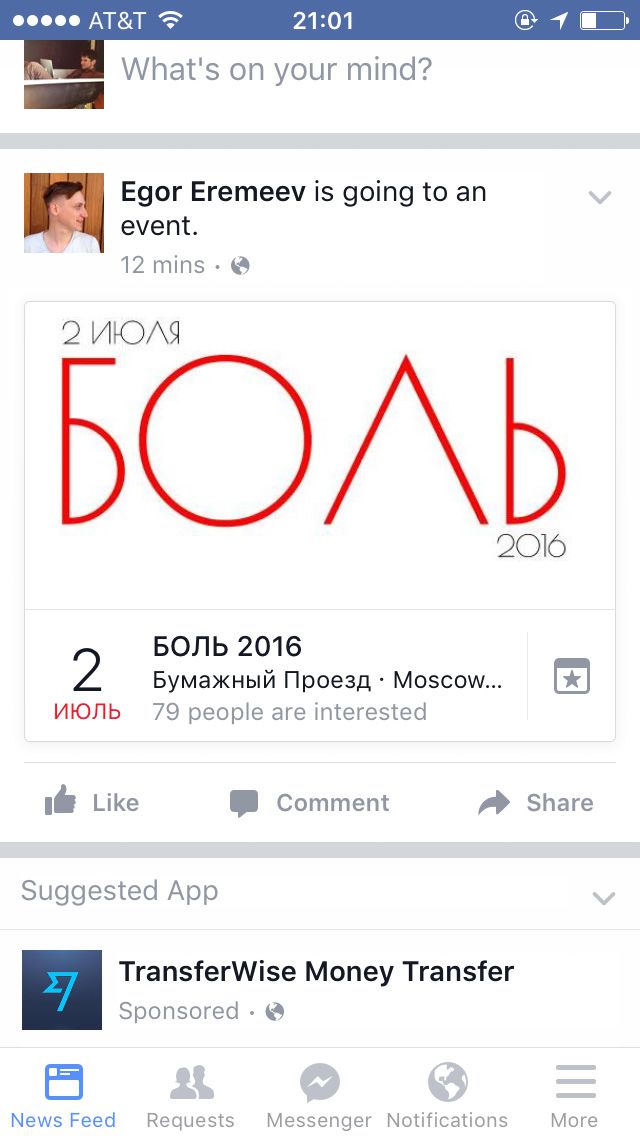 AT&T 21:01
What's on your mind?
Egor Eremeev is going to an
event.
12 mins ·
2 ИЮЛЯ
БОЛЬ
2016
2
ИЮЛЬ
БОЛЬ 2016
Бумажный Проезд · Moscow...
79 people are interested
Like Comment Share
Suggested App
TransferWise Money Transfer
Sponsored ·
News Feed Requests Messenger Notifications More